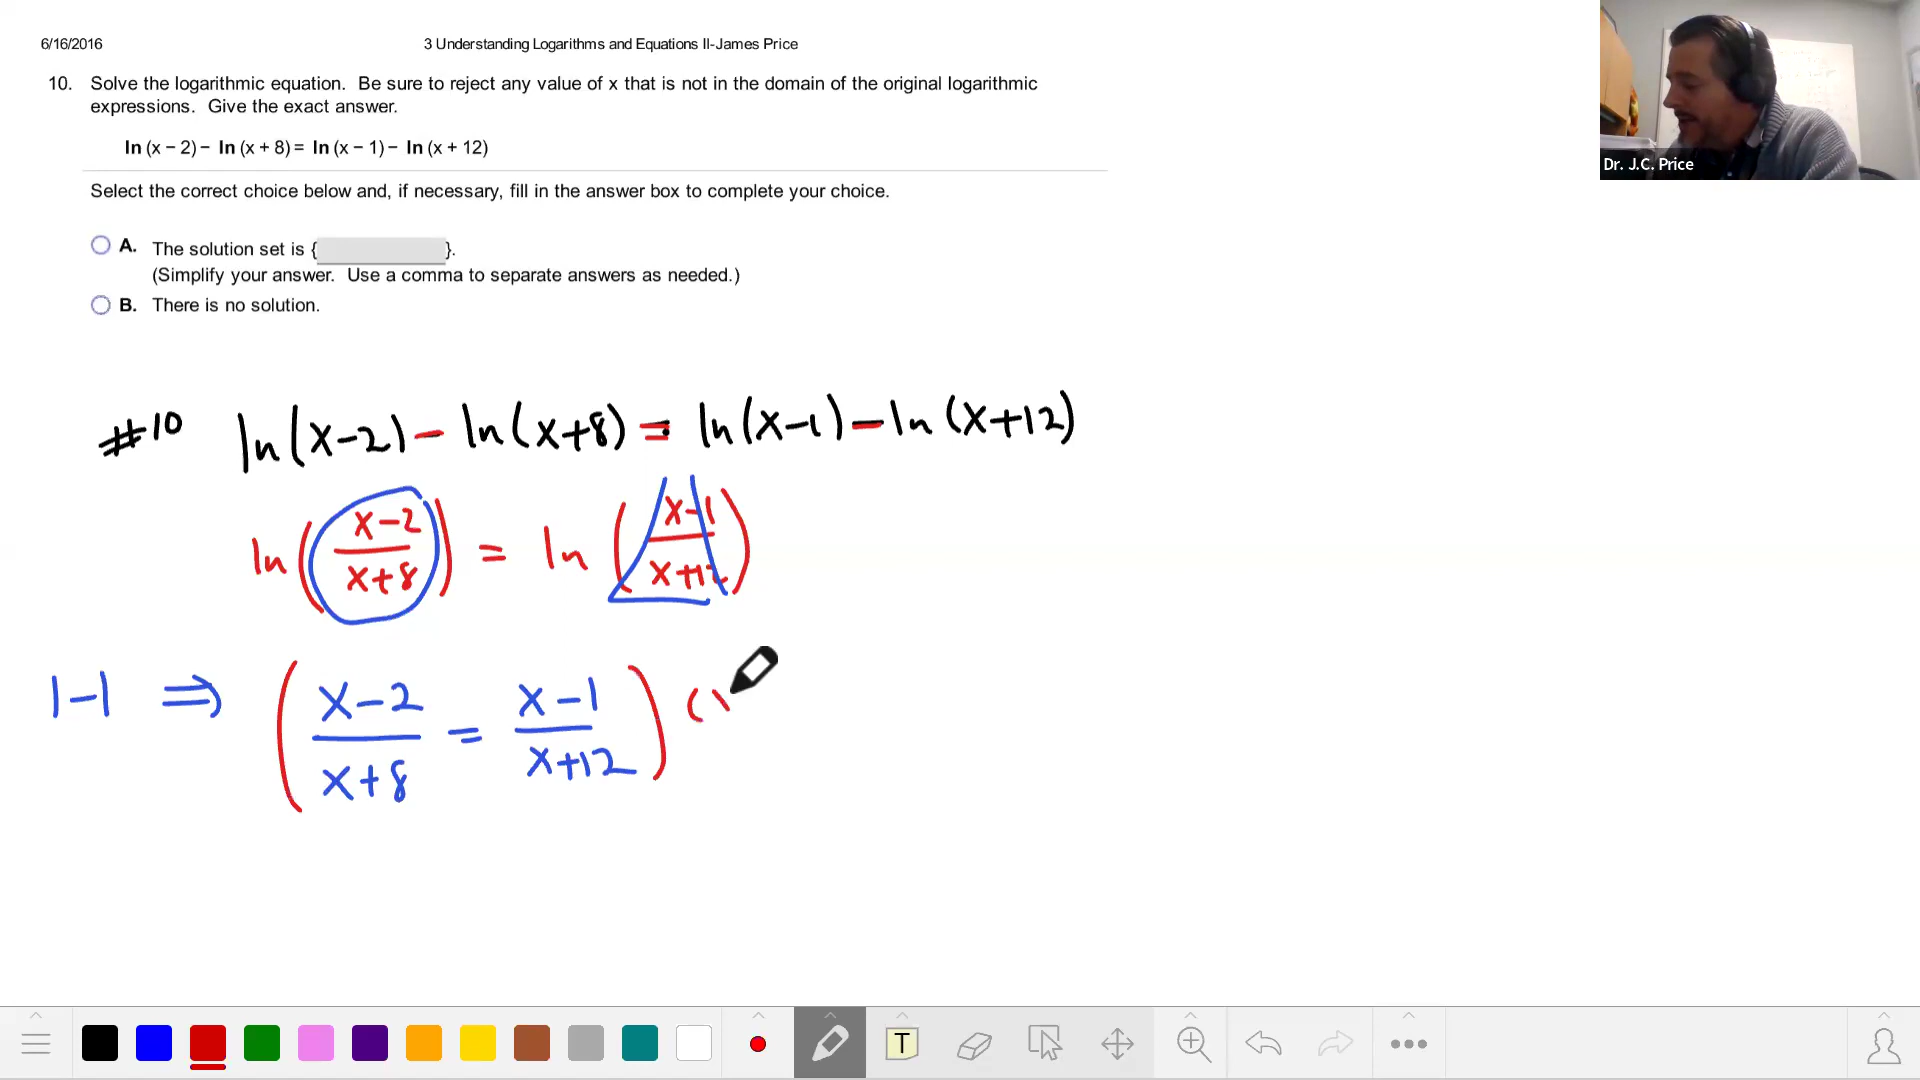 6/16/2016 3 Understanding Logarithms and Equations II-James Price
10. Solve the logarithmic equation. Be sure to reject any value of x that is not in the domain of the original logarithmic
expressions. Give the exact answer.
ln (x − 2) − ln (x + 8) = ln (x − 1) − ln (x + 12)
Select the correct choice below and, if necessary, fill in the answer box to complete your choice.
A. The solution set is { }.
(Simplify your answer. Use a comma to separate answers as needed.)
B. There is no solution.
Dr. J.C. Price
#10 ln(x-2) - ln(x+8) = ln(x-1) - ln(x+12)
ln(x-2/x+8) = ln(x-1/x+12)
1-1 ⇒ (x-2/x+8 = x-1/x+12)
T